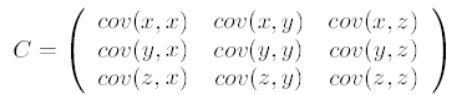 cov(x, x) cov(x, y) cov(x, z)
C = ( cov(y, x) cov(y, y) cov(y, z) )
cov(z, x) cov(z, y) cov(z, z)